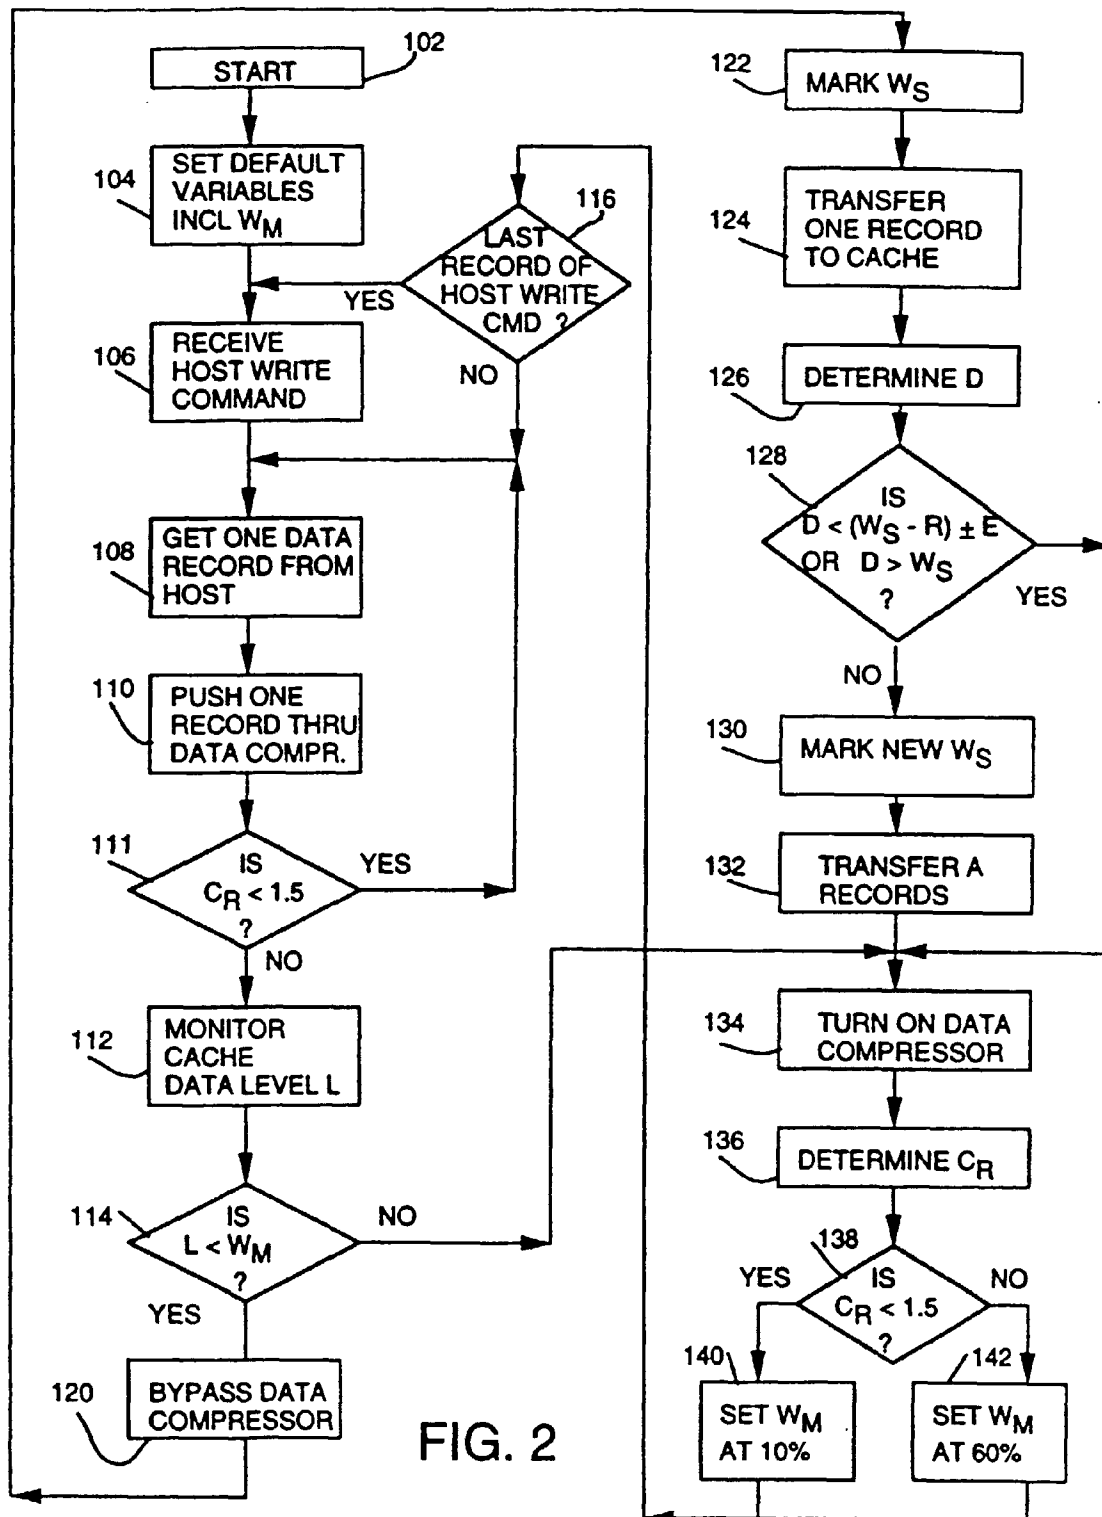 102
START
104
SET DEFAULT
VARIABLES
INCL WM
116
LAST
RECORD OF
HOST WRITE
CMD ?
YES
NO
106
RECEIVE
HOST WRITE
COMMAND
108
GET ONE DATA
RECORD FROM
HOST
110
PUSH ONE
RECORD THRU
DATA COMPR.
111
IS
CR < 1.5
?
YES
NO
112
MONITOR
CACHE
DATA LEVEL L
114
IS
L < WM
?
NO
YES
120
BYPASS DATA
COMPRESSOR
FIG. 2
122
MARK WS
124
TRANSFER
ONE RECORD
TO CACHE
126
DETERMINE D
128
IS
D < (WS - R) ± E
OR D > WS
?
YES
NO
130
MARK NEW WS
132
TRANSFER A
RECORDS
134
TURN ON DATA
COMPRESSOR
136
DETERMINE CR
138
IS
CR < 1.5
?
YES
NO
140
SET WM
AT 10%
142
SET WM
AT 60%